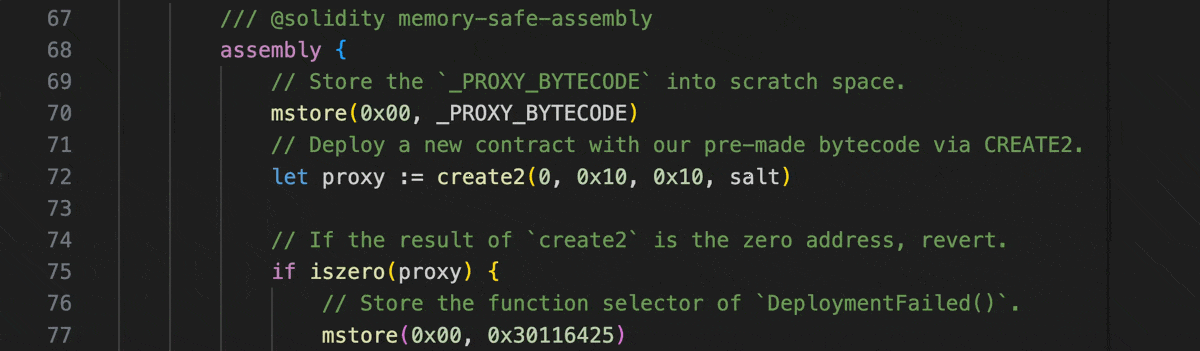 67 /// @solidity memory-safe-assembly
68 assembly {
69 // Store the `_PROXY_BYTECODE` into scratch space.
70 mstore(0x00, _PROXY_BYTECODE)
71 // Deploy a new contract with our pre-made bytecode via CREATE2.
72 let proxy := create2(0, 0x10, 0x10, salt)
73
74 // If the result of `create2` is the zero address, revert.
75 if iszero(proxy) {
76 // Store the function selector of `DeploymentFailed()`.
77 mstore(0x00, 0x30116425)